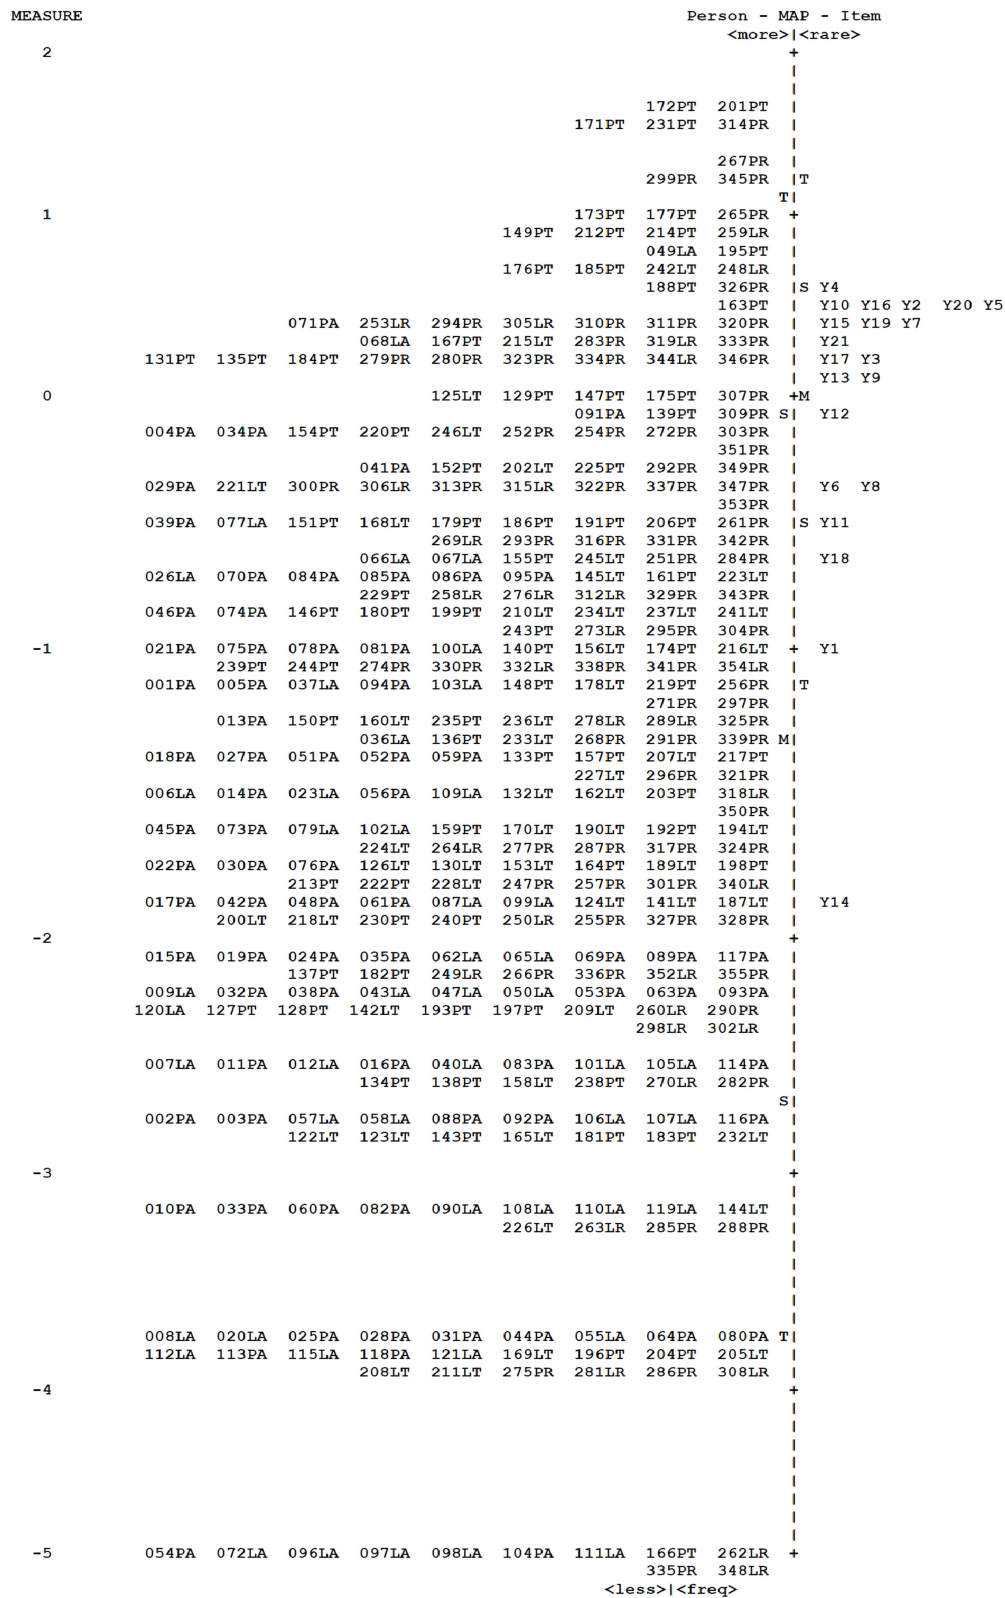 MEASURE Person - MAP - Item
<more>|<rare>
2 +
|
|
172PT 201PT |
171PT 231PT 314PR |
|
267PR |
299PR 345PR |T
T|
1 173PT 177PT 265PR +
149PT 212PT 214PT 259LR |
049LA 195PT |
176PT 185PT 242LT 248LR |
188PT 326PR |S Y4
163PT | Y10 Y16 Y2 Y20 Y5
071PA 253LR 294PR 305LR 310PR 311PR 320PR | Y15 Y19 Y7
068LA 167PT 215LT 283PR 319LR 333PR | Y21
131PT 135PT 184PT 279PR 280PR 323PR 334PR 344LR 346PR | Y17 Y3
| Y13 Y9
0 125LT 129PT 147PT 175PT 307PR +M
091PA 139PT 309PR S| Y12
004PA 034PA 154PT 220PT 246LT 252PR 254PR 272PR 303PR |
351PR |
041PA 152PT 202LT 225PT 292PR 349PR |
029PA 221LT 300PR 306LR 313PR 315LR 322PR 337PR 347PR | Y6 Y8
353PR |
039PA 077LA 151PT 168LT 179PT 186PT 191PT 206PT 261PR |S Y11
269LR 293PR 316PR 331PR 342PR |
066LA 067LA 155PT 245LT 251PR 284PR | Y18
026LA 070PA 084PA 085PA 086PA 095PA 145LT 161PT 223LT |
229PT 258LR 276LR 312LR 329PR 343PR |
046PA 074PA 146PT 180PT 199PT 210LT 234LT 237LT 241LT |
243PT 273LR 295PR 304PR |
-1 021PA 075PA 078PA 081PA 100LA 140PT 156LT 174PT 216LT + Y1
239PT 244PT 274PR 330PR 332LR 338PR 341PR 354LR |
001PA 005PA 037LA 094PA 103LA 148PT 178LT 219PT 256PR |T
271PR 297PR |
013PA 150PT 160LT 235PT 236LT 278LR 289LR 325PR |
036LA 136PT 233LT 268PR 291PR 339PR M|
018PA 027PA 051PA 052PA 059PA 133PT 157PT 207LT 217PT |
227LT 296PR 321PR |
006LA 014PA 023LA 056PA 109LA 132LT 162LT 203PT 318LR |
350PR |
045PA 073PA 079LA 102LA 159PT 170LT 190LT 192PT 194LT |
224LT 264LR 277PR 287PR 317PR 324PR |
022PA 030PA 076PA 126LT 130LT 153LT 164PT 189LT 198PT |
213PT 222PT 228LT 247PR 257PR 301PR 340LR |
017PA 042PA 048PA 061PA 087LA 099LA 124LT 141LT 187LT | Y14
200LT 218LT 230PT 240PT 250LR 255PR 327PR 328PR |
-2 +
015PA 019PA 024PA 035PA 062LA 065LA 069PA 089PA 117PA |
137PT 182PT 249LR 266PR 336PR 352LR 355PR |
009LA 032PA 038PA 043LA 047LA 050LA 053PA 063PA 093PA |
120LA 127PT 128PT 142LT 193PT 197PT 209LT 260LR 290PR |
298LR 302LR |
|
007LA 011PA 012LA 016PA 040LA 083PA 101LA 105LA 114PA |
134PT 138PT 158LT 238PT 270LR 282PR |
S|
002PA 003PA 057LA 058LA 088PA 092PA 106LA 107LA 116PA |
122LT 123LT 143PT 165LT 181PT 183PT 232LT |
|
-3 +
|
010PA 033PA 060PA 082PA 090LA 108LA 110LA 119LA 144LT |
226LT 263LR 285PR 288PR |
|
|
|
|
|
008LA 020LA 025PA 028PA 031PA 044PA 055LA 064PA 080PA T|
112LA 113PA 115LA 118PA 121LA 169LT 196PT 204PT 205LT |
208LT 211LT 275PR 281LR 286PR 308LR |
-4 +
|
|
|
|
|
|
|
|
-5 054PA 072LA 096LA 097LA 098LA 104PA 111LA 166PT 262LR +
335PR 348LR
<less>|<freq>